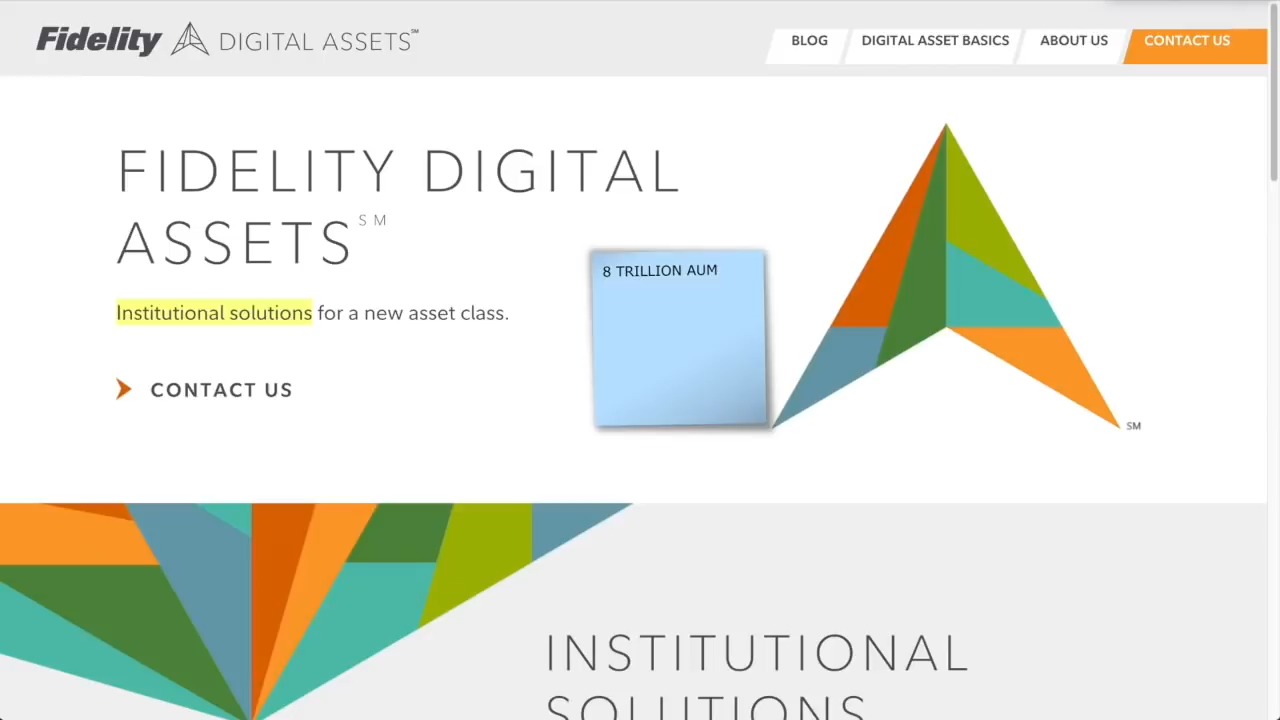 Fidelity DIGITAL ASSETS℠
BLOG
DIGITAL ASSET BASICS
ABOUT US
CONTACT US
FIDELITY DIGITAL
ASSETS SM
8 TRILLION AUM
Institutional solutions for a new asset class.
CONTACT US
SM
INSTITUTIONAL
SOLUTIONS